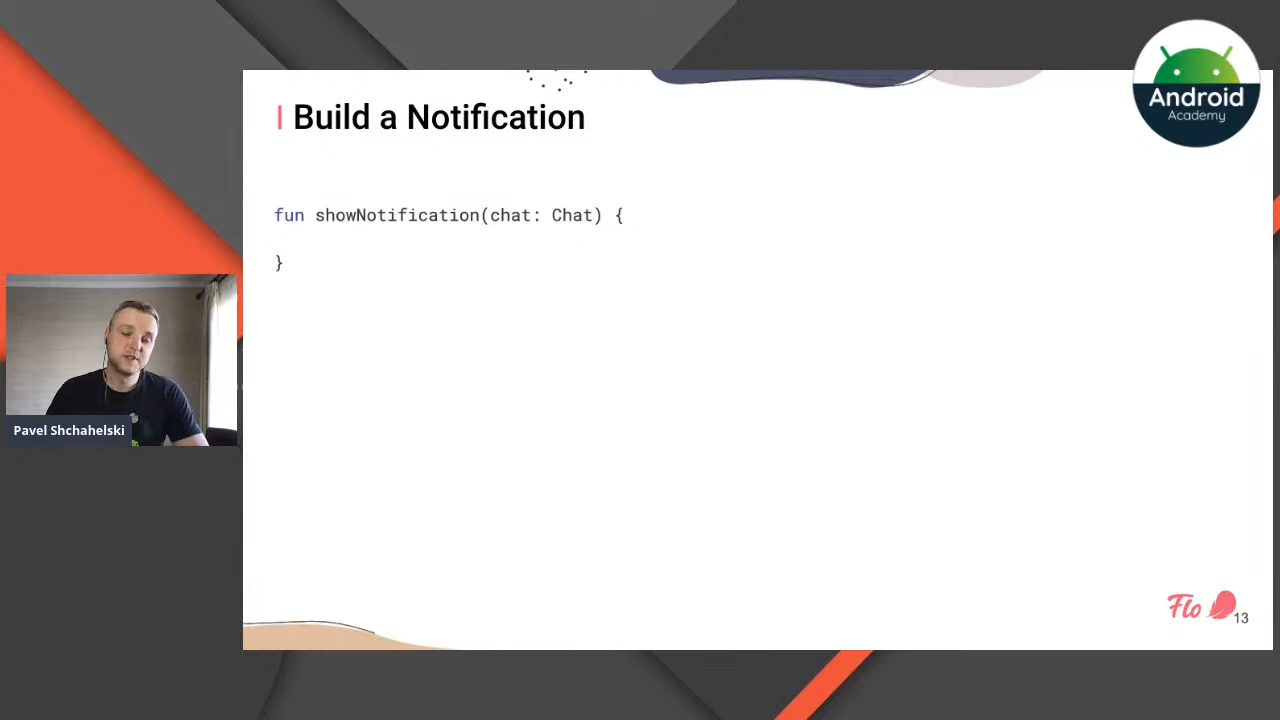 Build a Notification
Android
Academy
fun showNotification(chat: Chat) {
}
Pavel Shchahelski
Flo
13